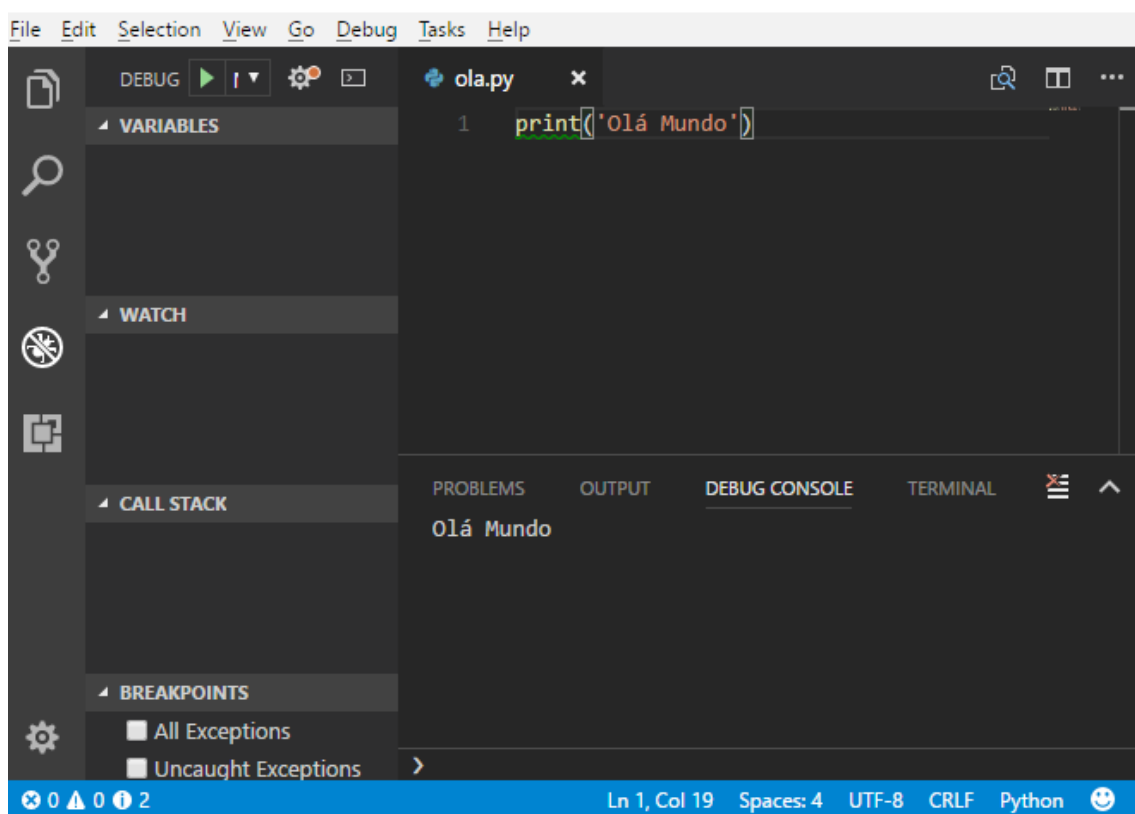 File Edit Selection View Go Debug Tasks Help
DEBUG
ola.py
VARIABLES
1 print('Olá Mundo')
WATCH
CALL STACK
PROBLEMS OUTPUT DEBUG CONSOLE TERMINAL
Olá Mundo
BREAKPOINTS
All Exceptions
Uncaught Exceptions
0 0 2 Ln 1, Col 19 Spaces: 4 UTF-8 CRLF Python